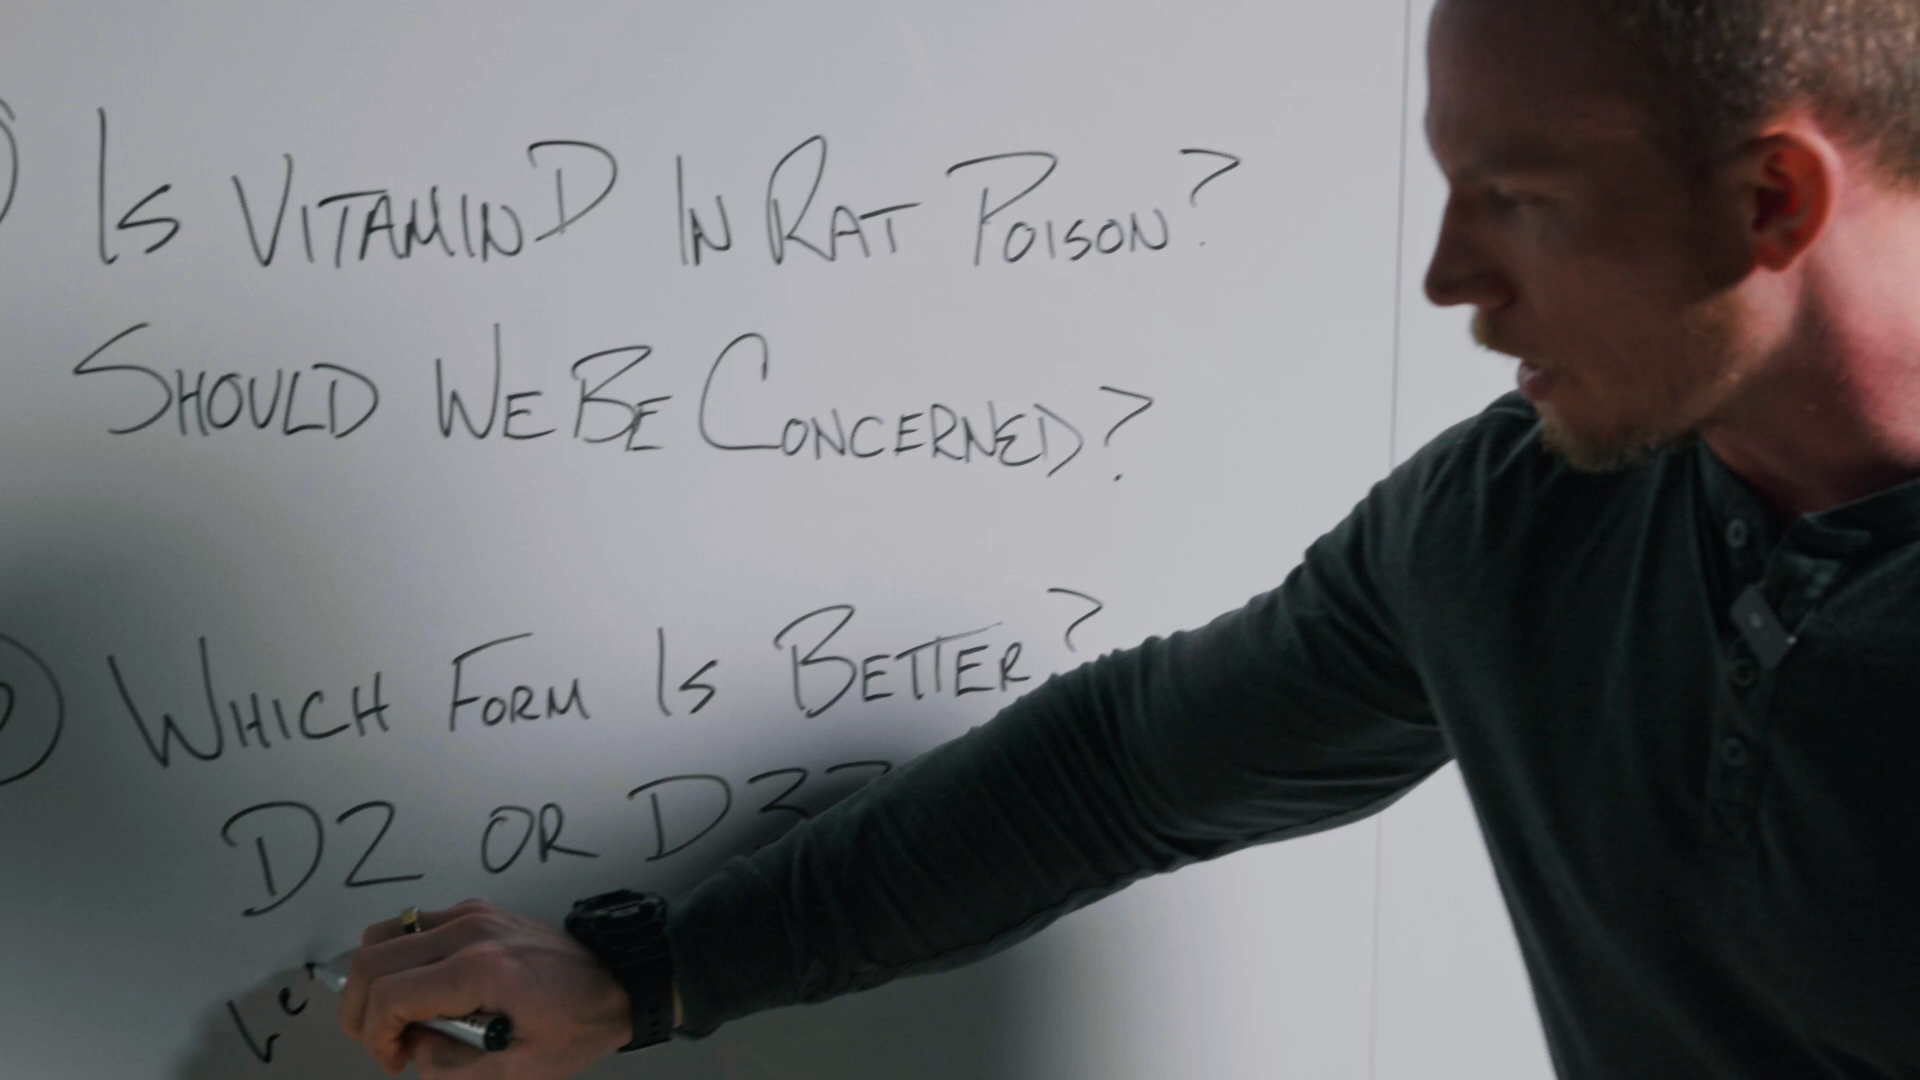 Is Vitamin D In Rat Poison?
Should We Be Concerned?
Which Form Is Better?
D2 or D3?